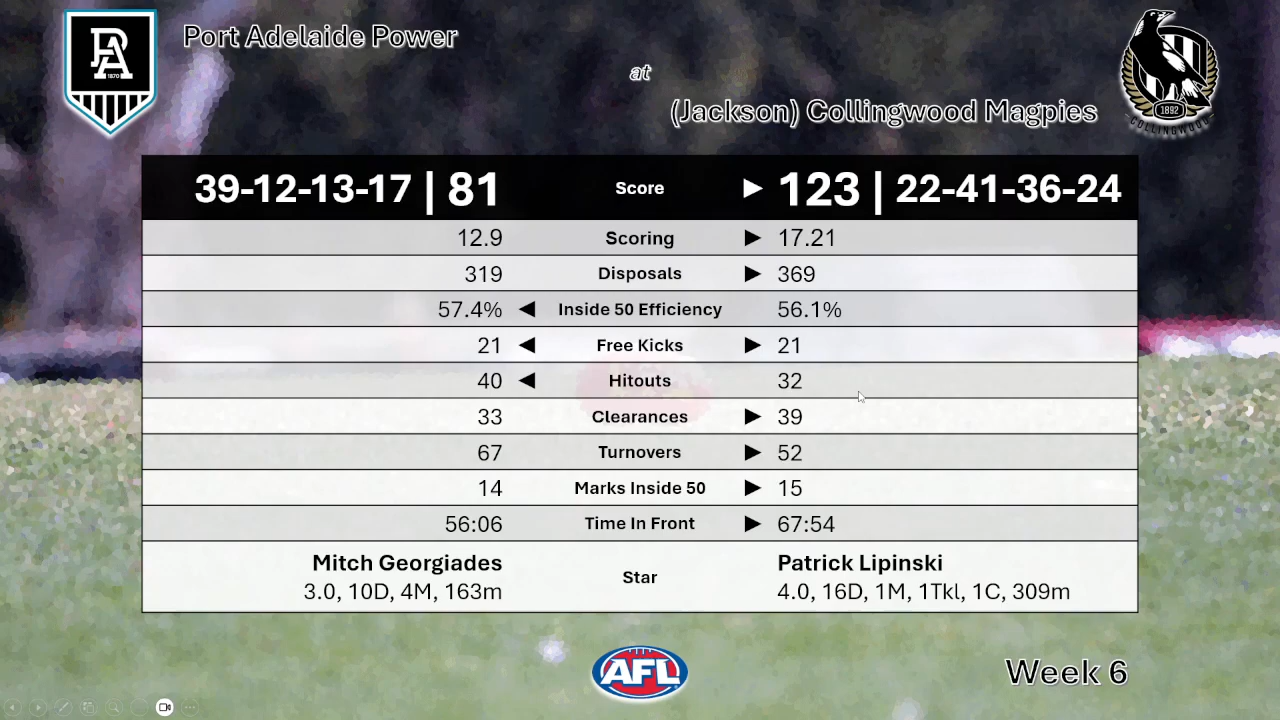 Port Adelaide Power
at
(Jackson) Collingwood Magpies
PA
1870
1892
COLLINGWOOD
39-12-13-17 | 81 Score ► 123 | 22-41-36-24
12.9 Scoring ► 17.21
319 Disposals ► 369
57.4% ◄ Inside 50 Efficiency 56.1%
21 ◄ Free Kicks ► 21
40 ◄ Hitouts 32
33 Clearances ► 39
67 Turnovers ► 52
14 Marks Inside 50 ► 15
56:06 Time In Front ► 67:54
Mitch Georgiades Star Patrick Lipinski
3.0, 10D, 4M, 163m 4.0, 16D, 1M, 1Tkl, 1C, 309m
AFL
Week 6